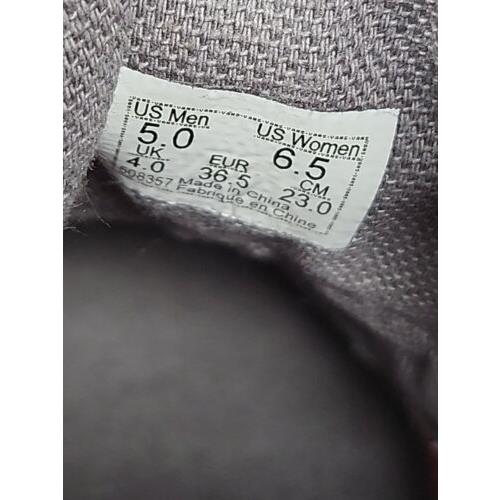 US Men US Women
5.0 6.5
UK EUR CM
4.0 36.5 23.0
Made in China
Fabrique en Chine